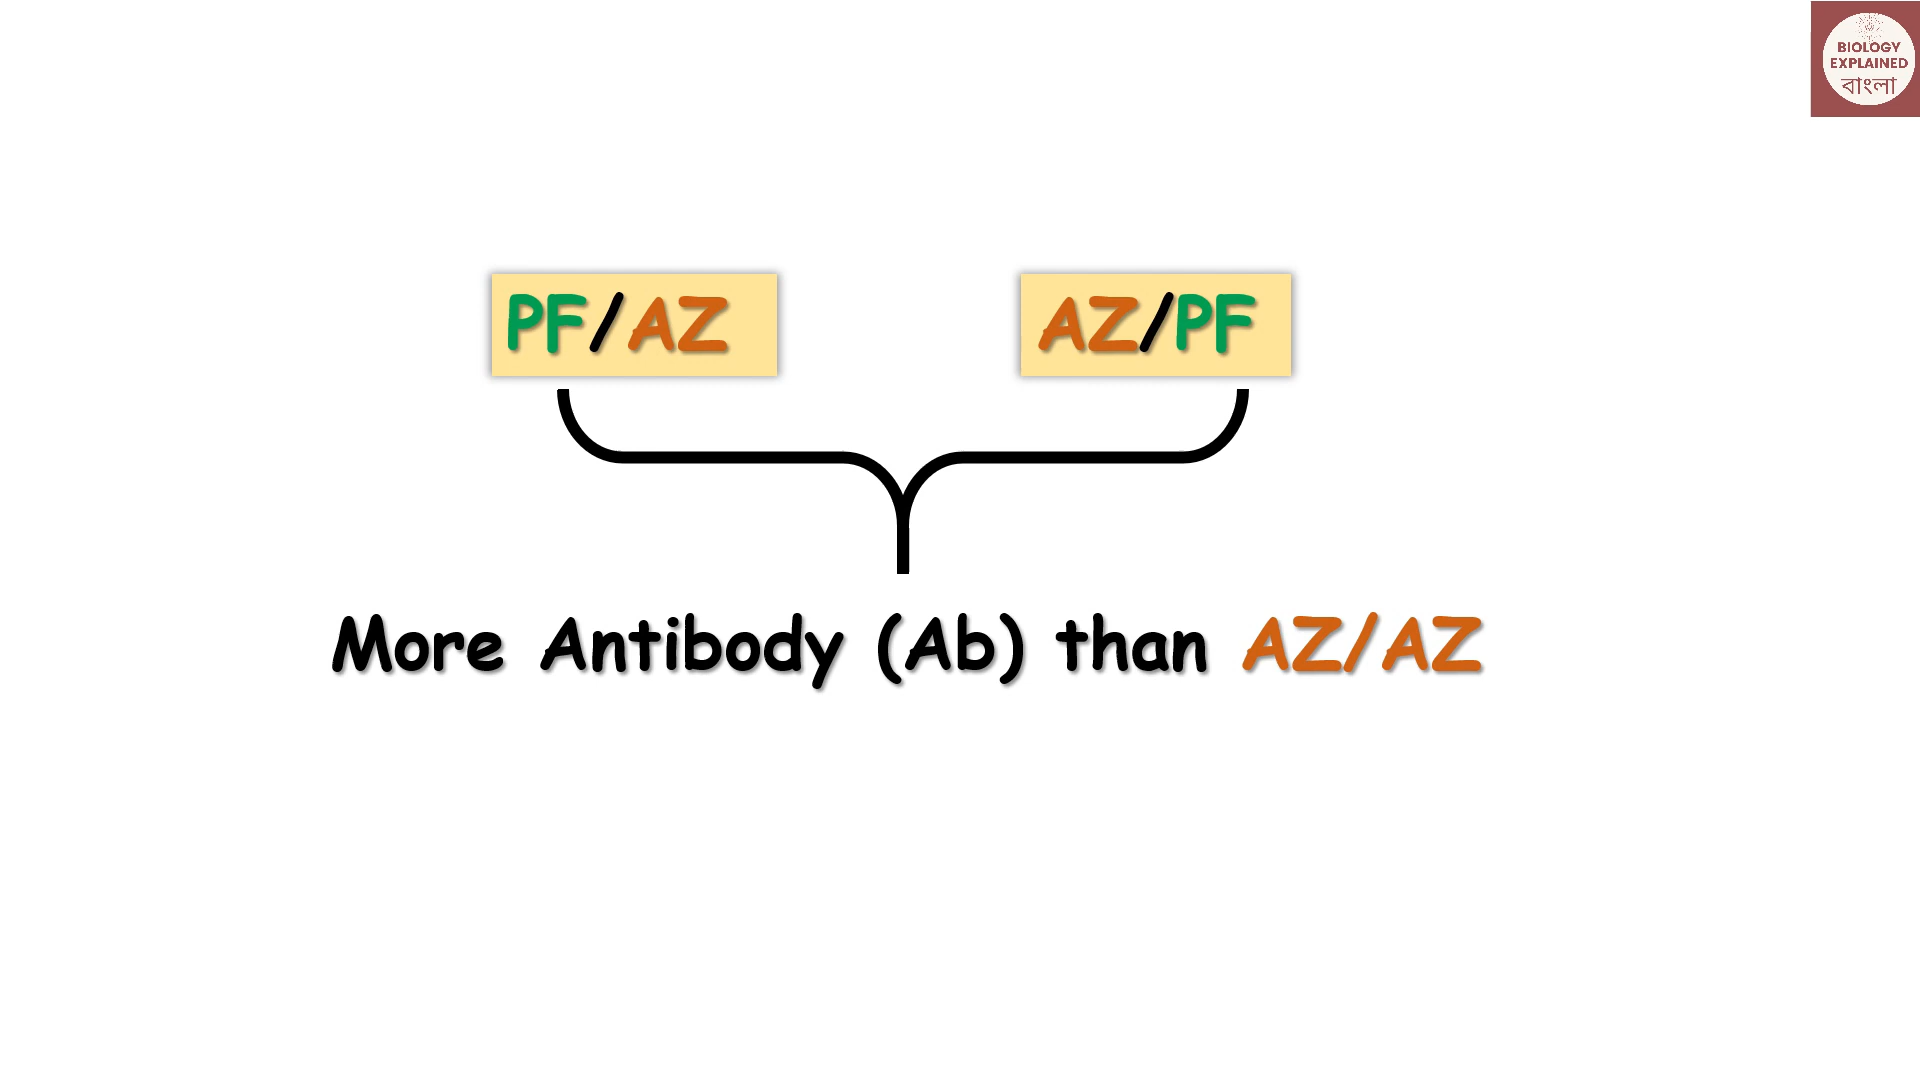 BIOLOGY
EXPLAINED
বাংলা
PF/AZ
AZ/PF
More Antibody (Ab) than AZ/AZ